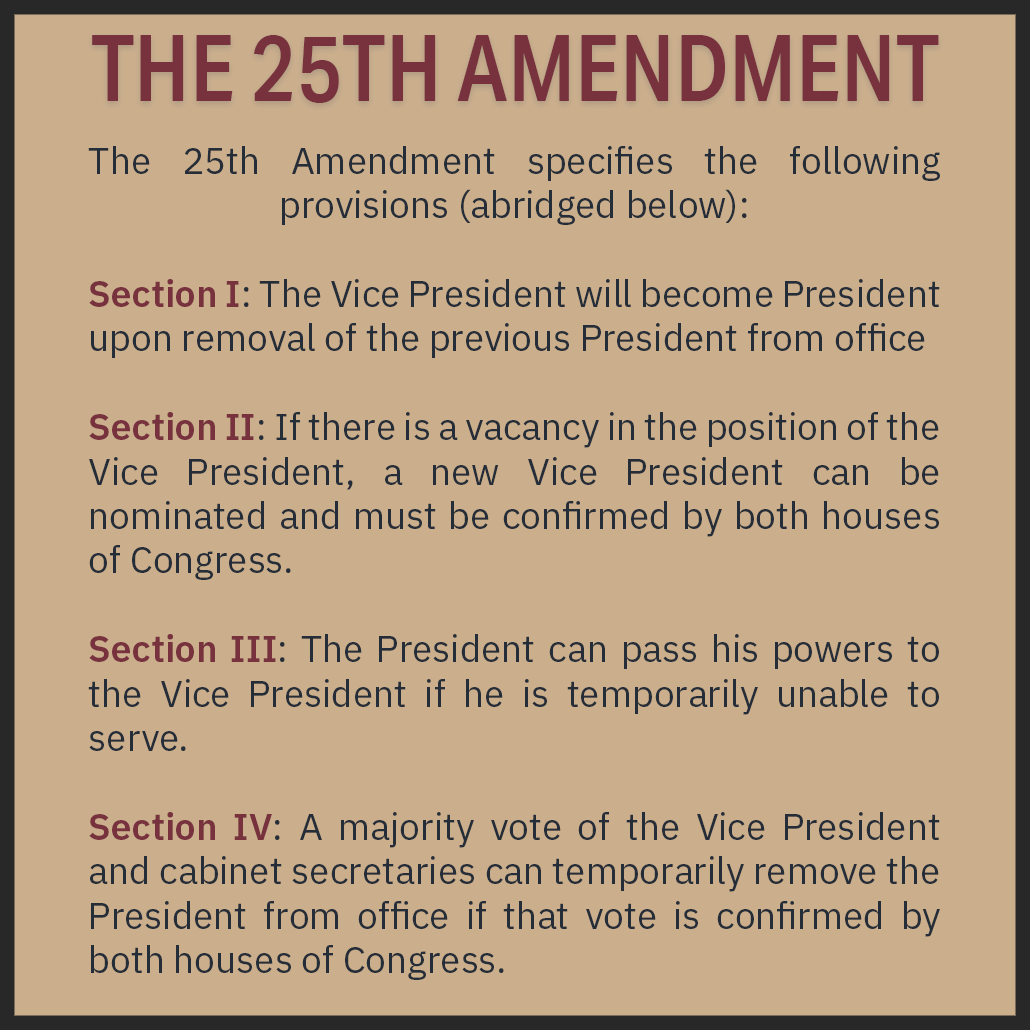 THE 25TH AMENDMENT
The 25th Amendment specifies the following
provisions (abridged below):
Section I: The Vice President will become President
upon removal of the previous President from office
Section II: If there is a vacancy in the position of the
Vice President, a new Vice President can be
nominated and must be confirmed by both houses
of Congress.
Section III: The President can pass his powers to
the Vice President if he is temporarily unable to
serve.
Section IV: A majority vote of the Vice President
and cabinet secretaries can temporarily remove the
President from office if that vote is confirmed by
both houses of Congress.